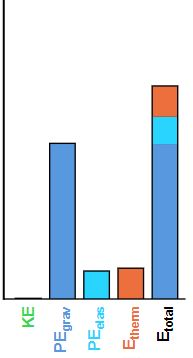 KE
PEgrav
PEelas
Etherm
Etotal